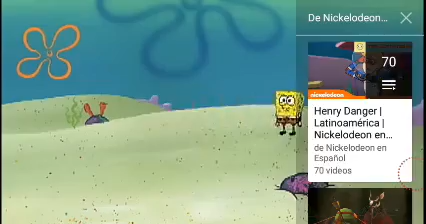 De Nickelodeon...
70
nickelodeon
Henry Danger |
Latinoamérica |
Nickelodeon en...
de Nickelodeon en
Español
70 videos